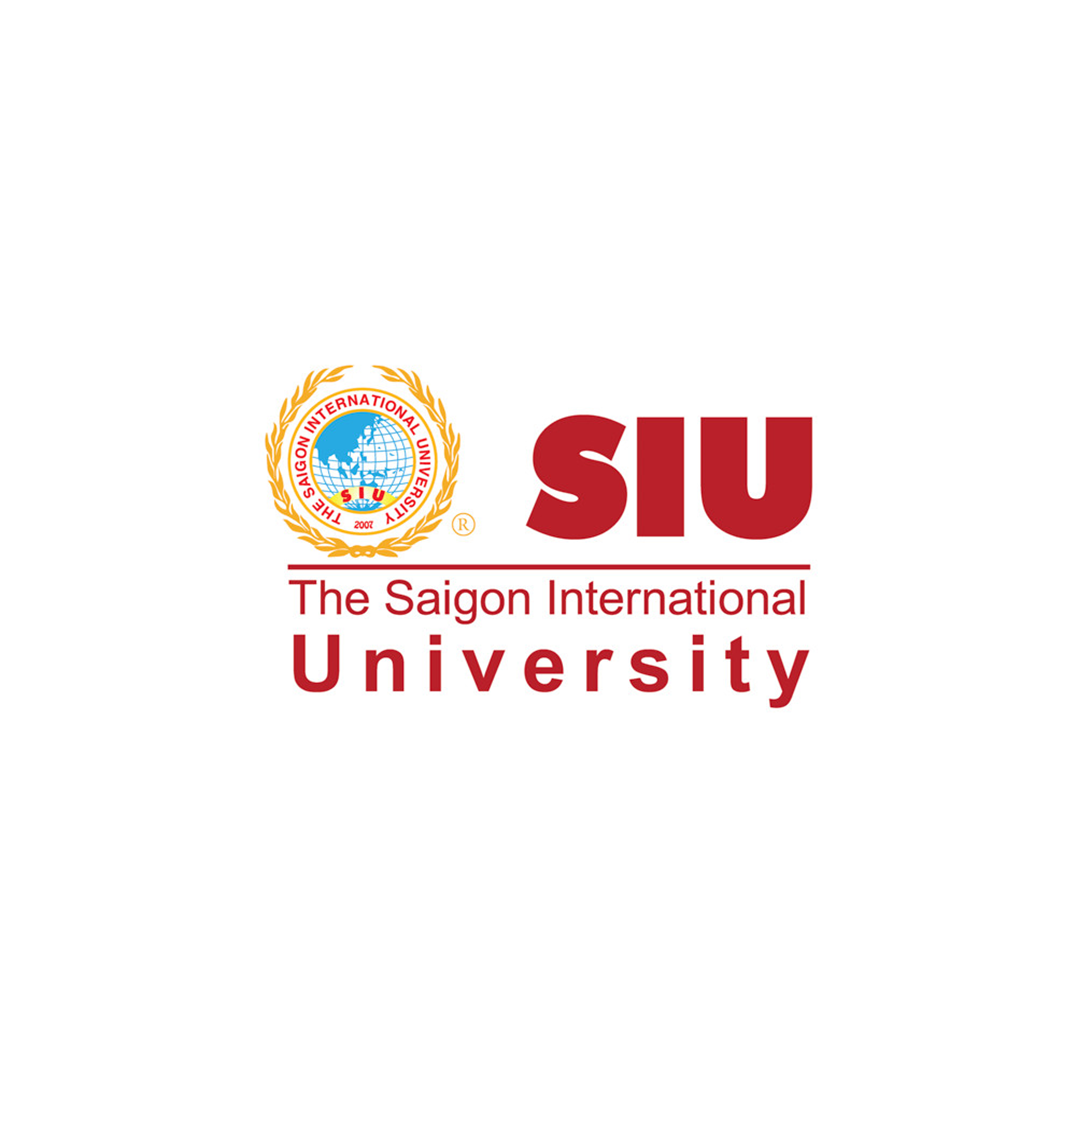 THE SAIGON INTERNATIONAL UNIVERSITY
SIU
2007
®
SIU
The Saigon International
University